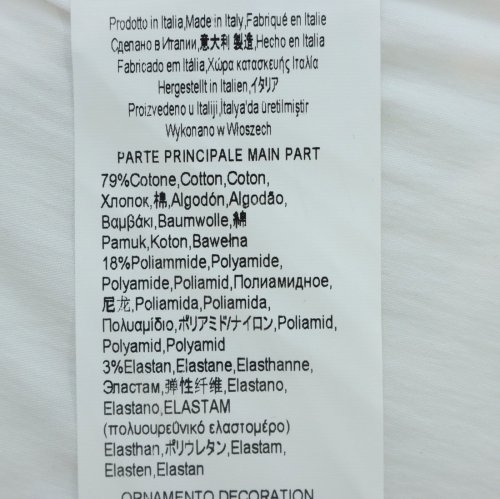 Prodotto in Italia,Made in Italy,Fabriqué en Italie
Сделано в Италии,意大利 製造,Hecho en Italia
Fabricado em Itália,Χώρα κατασκευής Ιταλία
Hergestellt in Italien,イタリア
Proizvedeno u Italiji,İtalya'da üretilmiştir
Wykonano w Wloszech
PARTE PRINCIPALE MAIN PART
79%Cotone,Cotton,Coton,
Хлопок,棉,Algodón,Algodão,
Βαμβάκι,Baumwolle,綿
Pamuk,Koton,Bawełna
18%Poliammide,Polyamide,
Polyamide,Poliamid,Полиамидное,
尼龙,Poliamida,Poliamida,
Πολυαμίδιο,ポリアミド/ナイロン,Poliamid,
Polyamid,Polyamid
3%Elastan,Elastane,Elasthanne,
Эластам,弹性纤维,Elastano,
Elastano,ELASTAM
(πολυουρεθνικό ελαστομέρο)
Elasthan,ポリウレタン,Elastam,
Elasten,Elastan
ORNAMENTO DECORATION